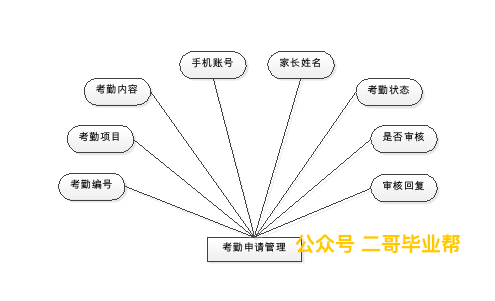 手机账号
家长姓名
考勤内容
考勤状态
考勤项目
是否审核
考勤编号
审核回复
考勤申请管理
公众号 二哥毕业帮